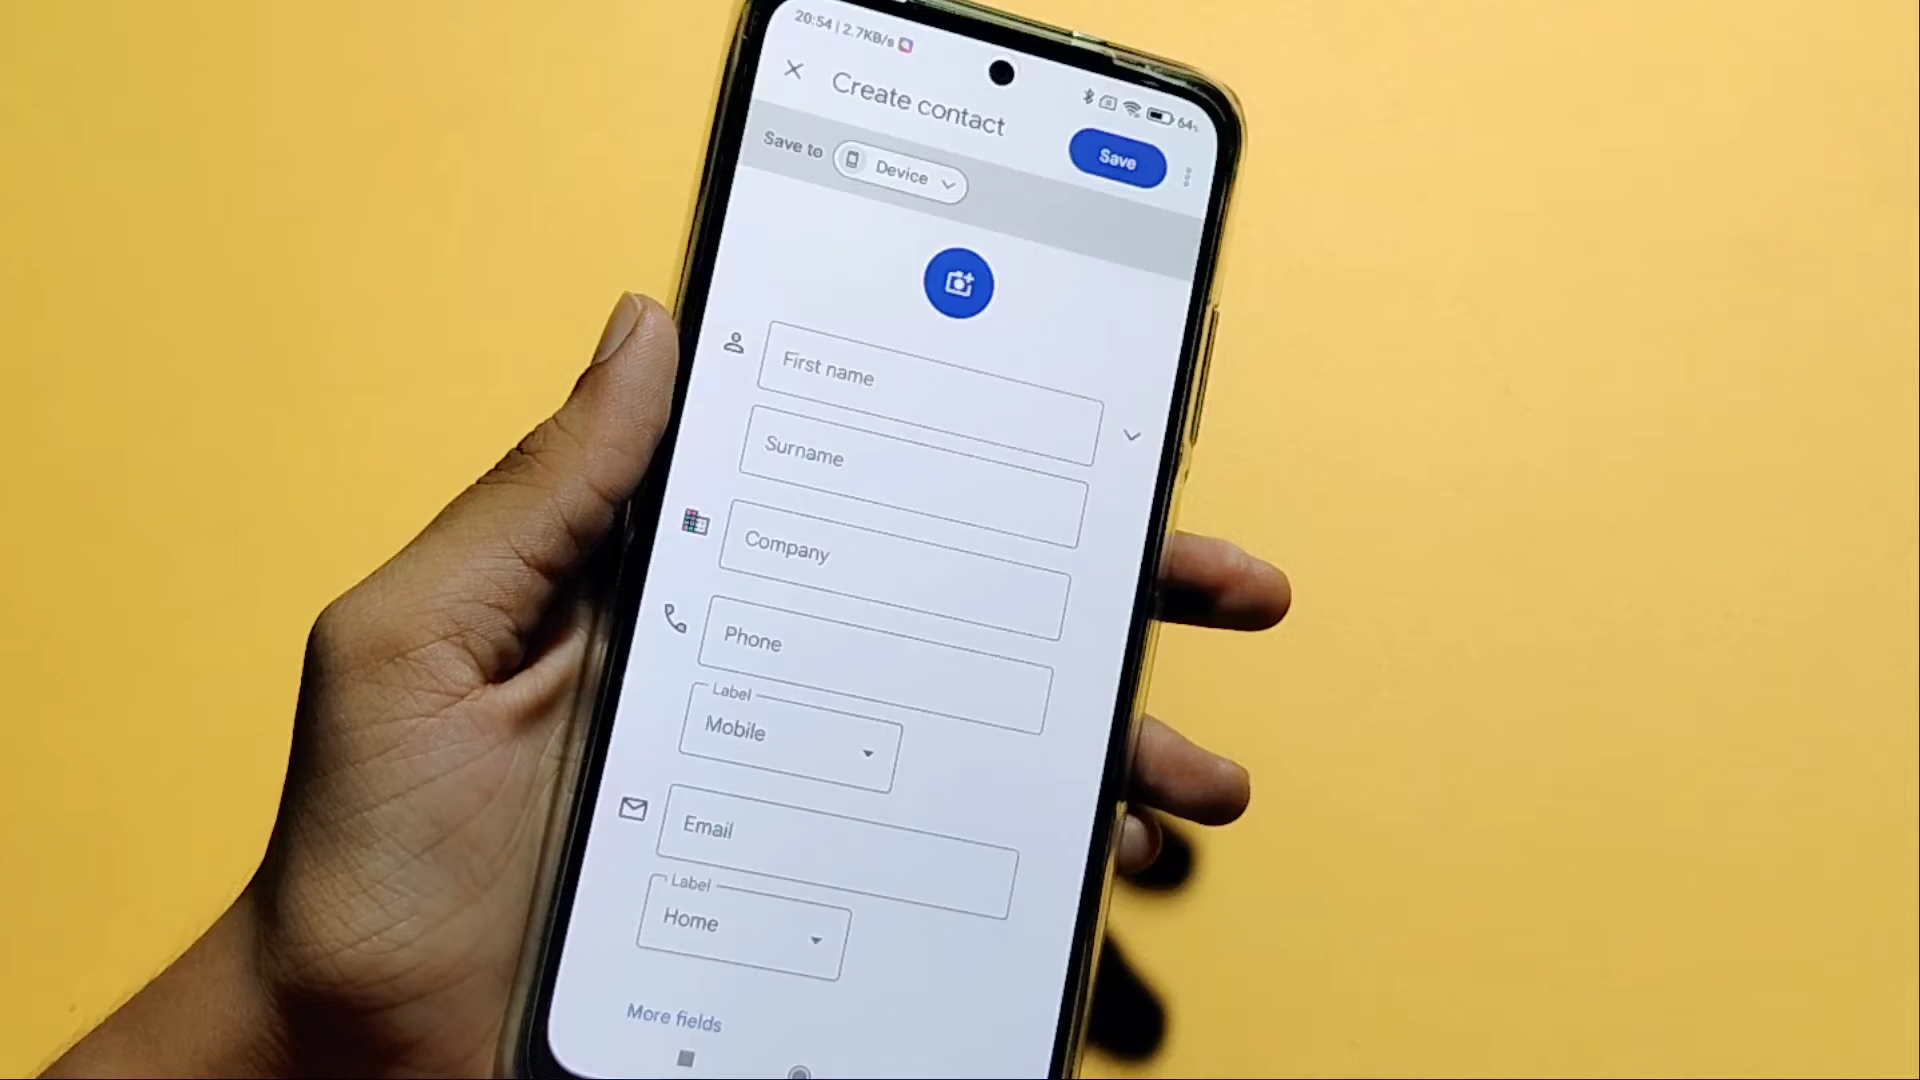 20:54 | 2.7KB/s
64%
Create contact
Save
Save to
Device
First name
Surname
Company
Phone
Label
Mobile
Email
Label
Home
More fields